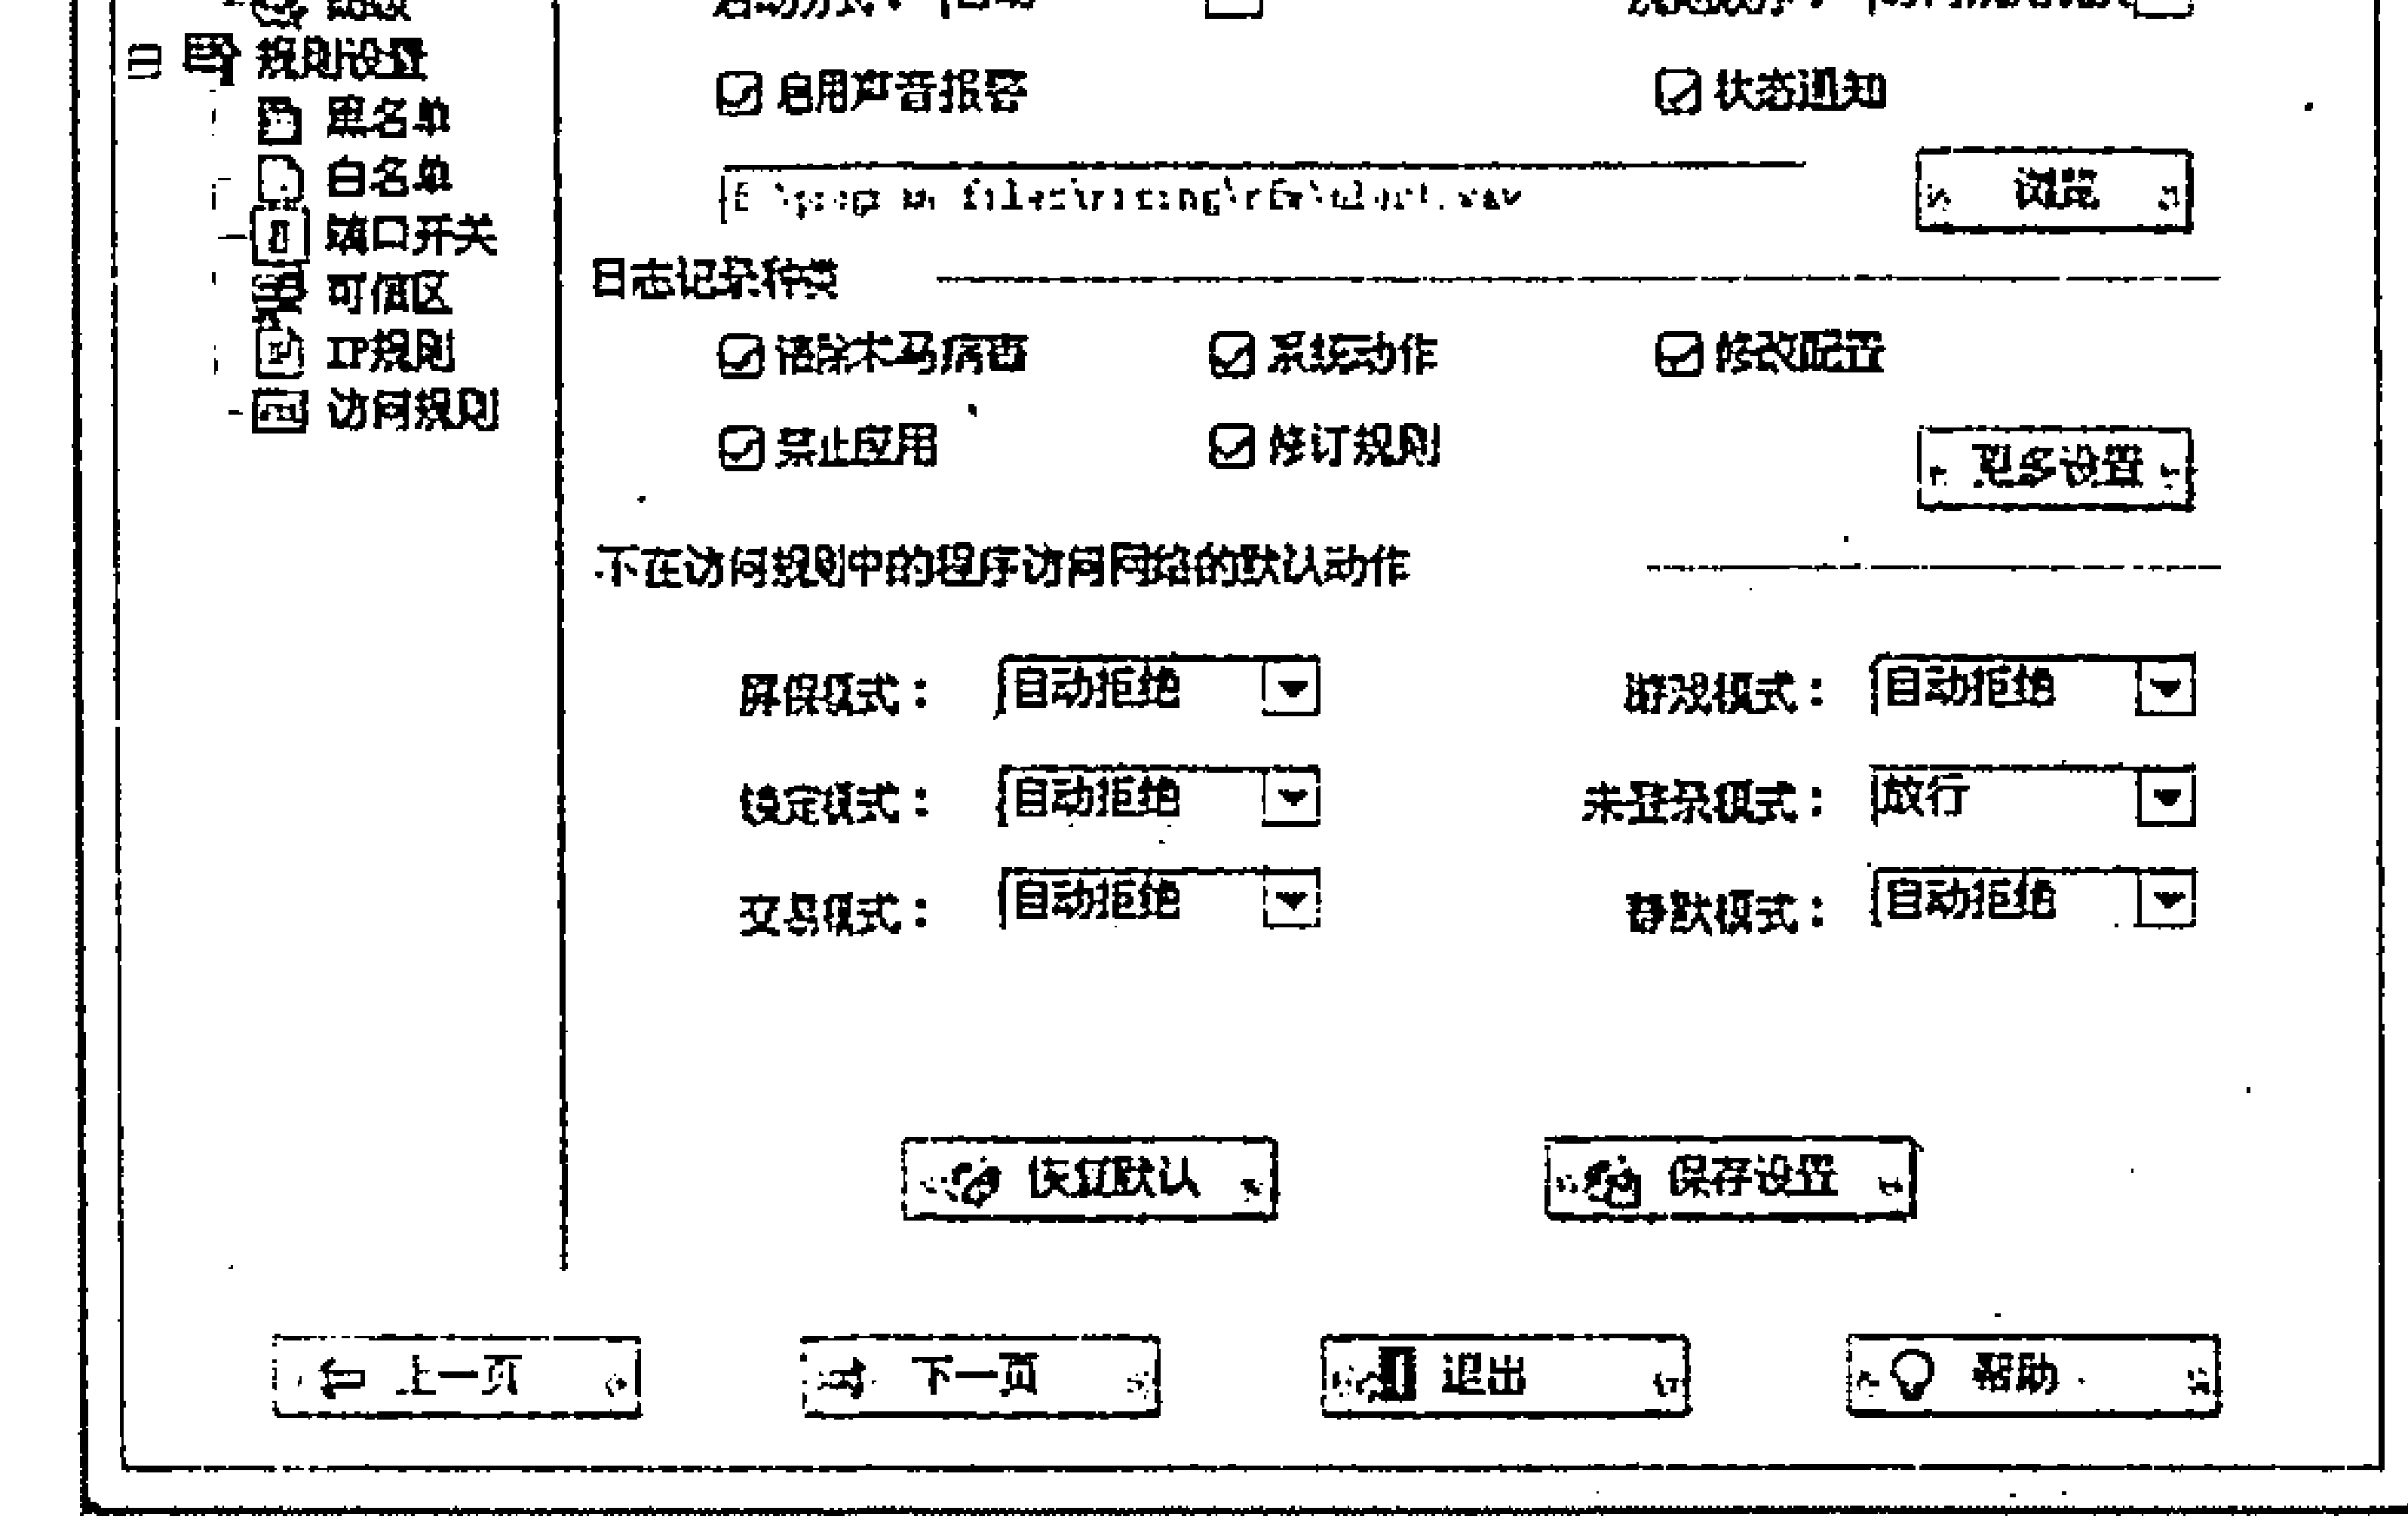 启动方式：自动
规则设置
启用声音报警 状态通知
黑名单
白名单
浏览
端口开关
日志记录种类
可信区
清除木马病毒 系统动作 修改配置
IP规则
访问规则
禁止应用 修订规则
更多设置
不在访问规则中的程序访问网络的默认动作
屏保模式：自动拒绝 游戏模式：自动拒绝
锁定模式：自动拒绝 未登录模式：放行
交易模式：自动拒绝 静默模式：自动拒绝
恢复默认 保存设置
上一页 下一页 退出 帮助